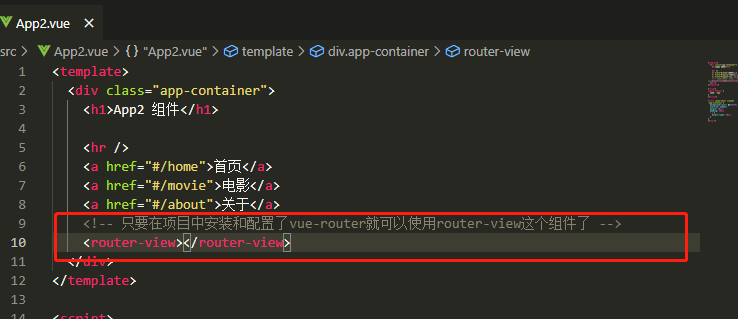 App2.vue ×
src > App2.vue > {} "App2.vue" > template > div.app-container > router-view
1 <template>
2 <div class="app-container">
3 <h1>App2 组件</h1>
4
5 <hr />
6 <a href="#/home">首页</a>
7 <a href="#/movie">电影</a>
8 <a href="#/about">关于</a>
9 <!-- 只要在项目中安装和配置了vue-router就可以使用router-view这个组件了 -->
10 <router-view></router-view>
11 </div>
12 </template>
13
14 <script>